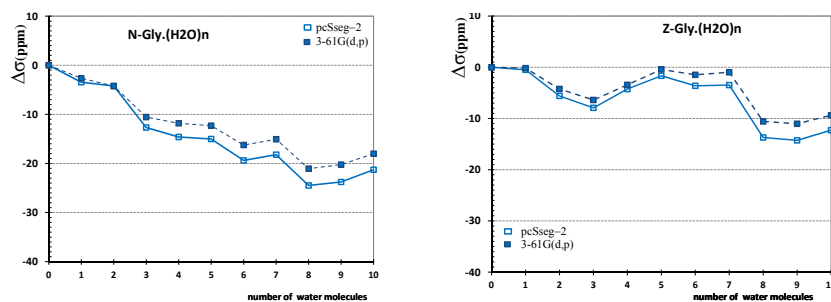 N-Gly.(H2O)n
Δσ(ppm)
pcSseg-2
3-61G(d,p)
10
0
-10
-20
-30
-40
0 1 2 3 4 5 6 7 8 9 10
number of water molecules
Z-Gly.(H2O)n
Δσ(ppm)
10
0
-10
-20
-30
-40
pcSseg-2
3-61G(d,p)
0 1 2 3 4 5 6 7 8 9 1
number of water molecules